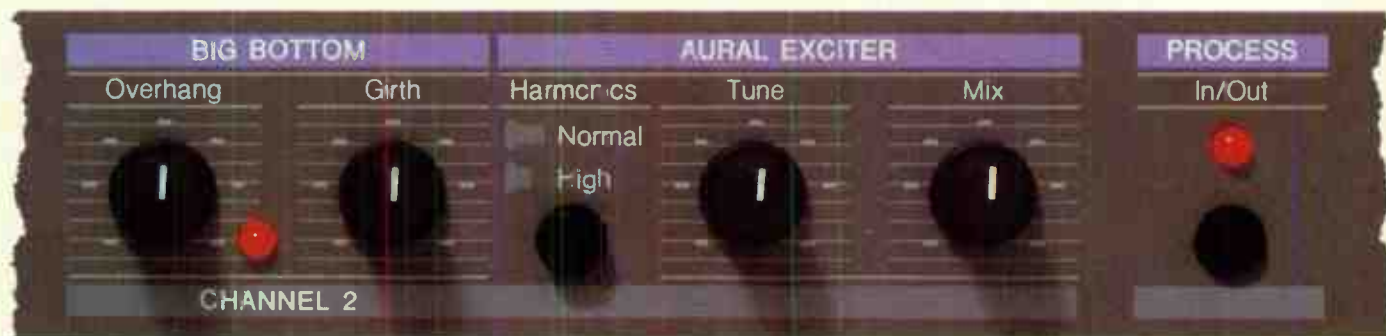 BIG BOTTOM AURAL EXCITER PROCESS
Overhang Girth Harmonics Tune Mix In/Out
Normal
High
CHANNEL 2